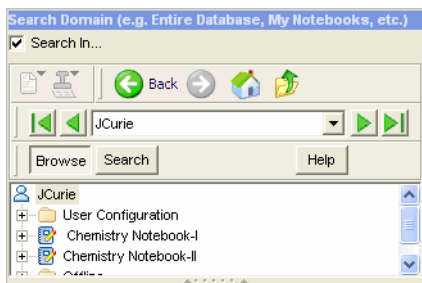 Search Domain (e.g. Entire Database, My Notebooks, etc.)
Search In...
Back
JCurie
Browse Search Help
JCurie
User Configuration
Chemistry Notebook-I
Chemistry Notebook-II
Offline